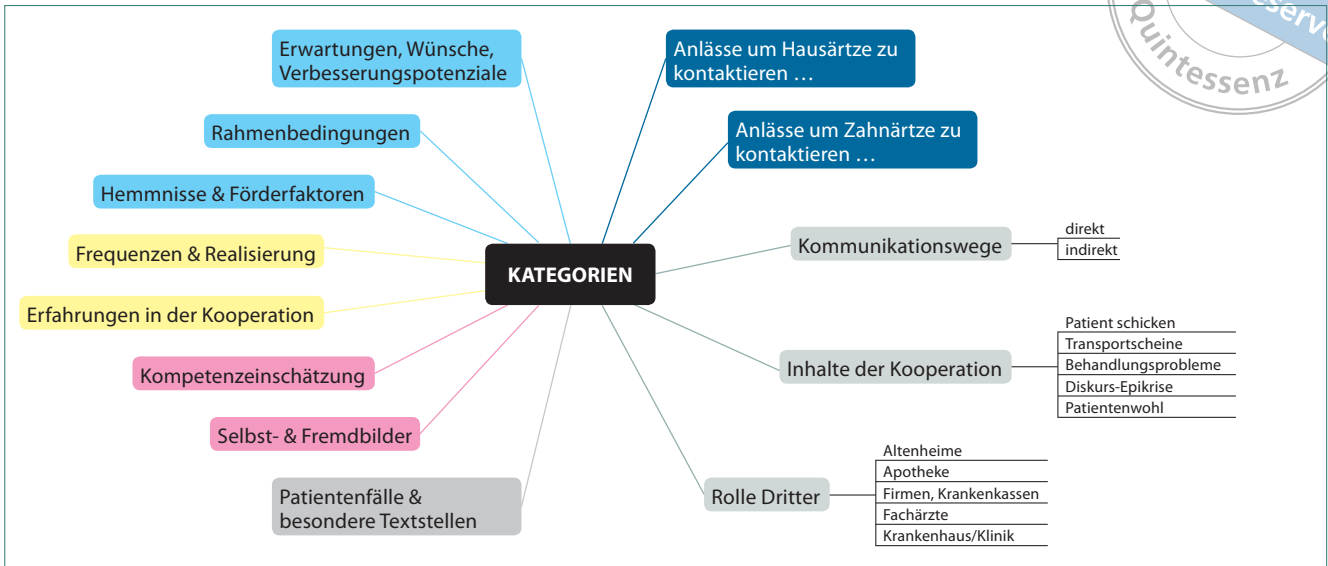 Erwartungen, Wünsche,
Verbesserungspotenziale
Rahmenbedingungen
Hemmnisse & Förderfaktoren
Frequenzen & Realisierung
Erfahrungen in der Kooperation
Kompetenzeinschätzung
Selbst- & Fremdbilder
Patientenfälle &
besondere Textstellen
KATEGORIEN
Anlässe um Hausärtze zu
kontaktieren …
Anlässe um Zahnärtze zu
kontaktieren …
Kommunikationswege
direkt
indirekt
Inhalte der Kooperation
Patient schicken
Transportscheine
Behandlungsprobleme
Diskurs-Epikrise
Patientenwohl
Rolle Dritter
Altenheime
Apotheke
Firmen, Krankenkassen
Fachärzte
Krankenhaus/Klinik
Quintessenz